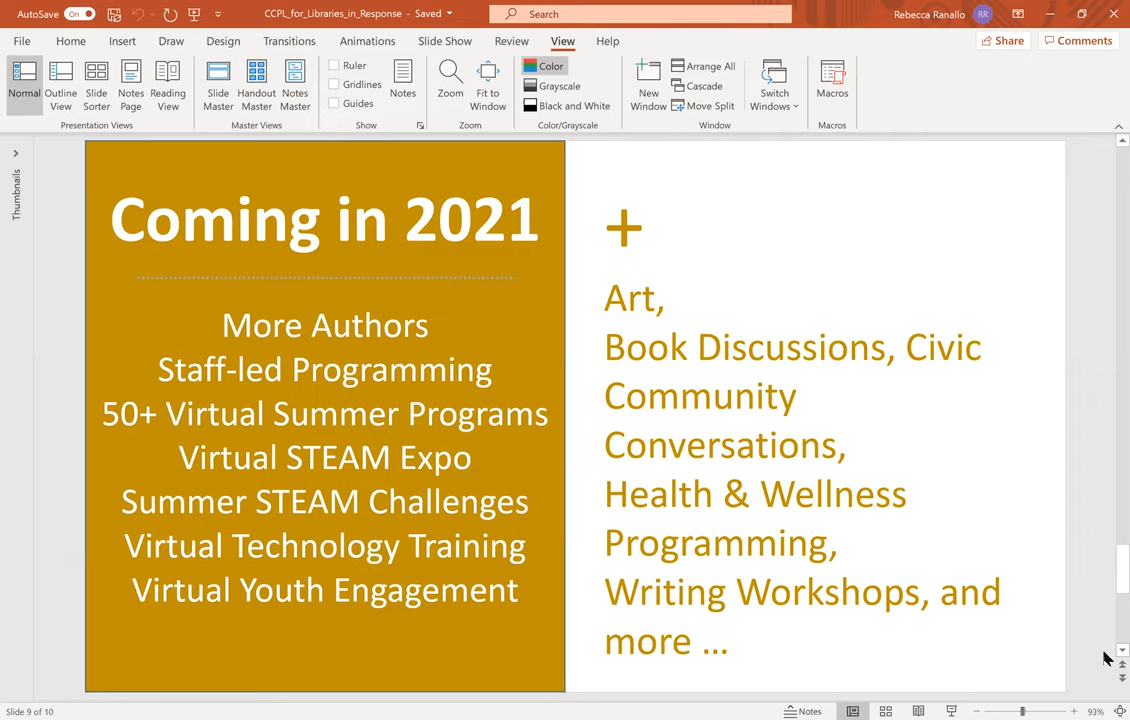 AutoSave On CCPL_for_Libraries_in_Response - Saved Search Rebecca Ranallo RR
File Home Insert Draw Design Transitions Animations Slide Show Review View Help Share Comments
Normal Outline View Slide Sorter Notes Page Reading View
Presentation Views
Slide Master Handout Master Notes Master
Master Views
Ruler
Gridlines
Guides
Notes
Show
Zoom Fit to Window
Zoom
Color
Grayscale
Black and White
Color/Grayscale
New Window
Arrange All
Cascade
Move Split
Switch Windows
Window
Macros
Macros
Thumbnails
Coming in 2021
More Authors
Staff-led Programming
50+ Virtual Summer Programs
Virtual STEAM Expo
Summer STEAM Challenges
Virtual Technology Training
Virtual Youth Engagement
+
Art,
Book Discussions, Civic
Community
Conversations,
Health & Wellness
Programming,
Writing Workshops, and
more ...
Slide 9 of 10 Notes 93%